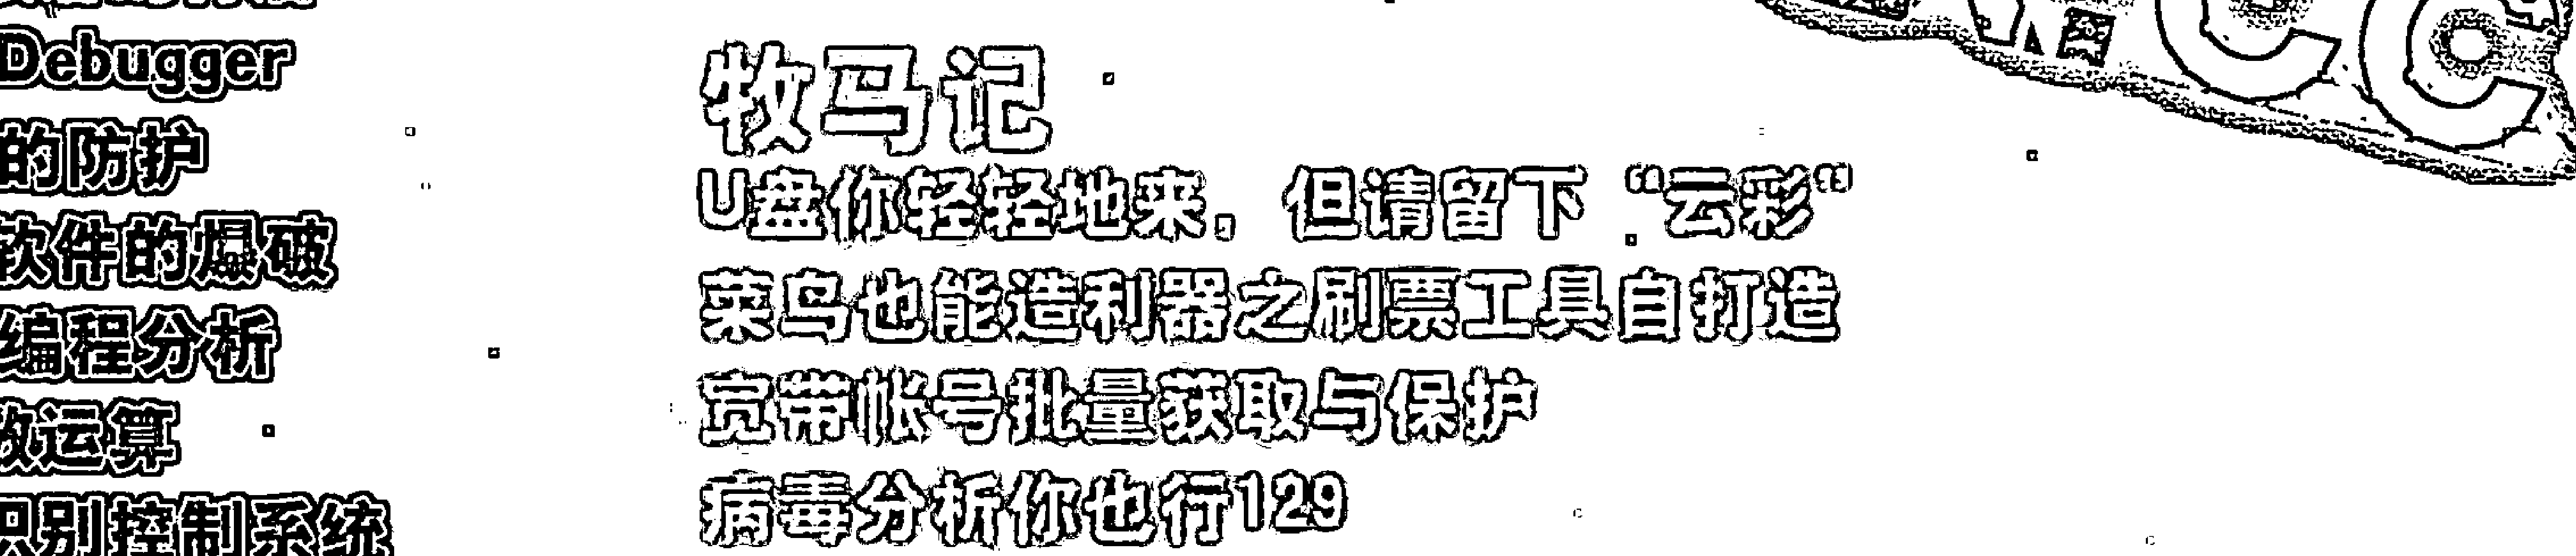 Debugger
的防护
软件的爆破
编程分析
数运算
识别控制系统
牧马记
U盘你轻轻地来，但请留下“云彩”
菜鸟也能造利器之刷票工具自打造
宽带帐号批量获取与保护
病毒分析你也行129
CC